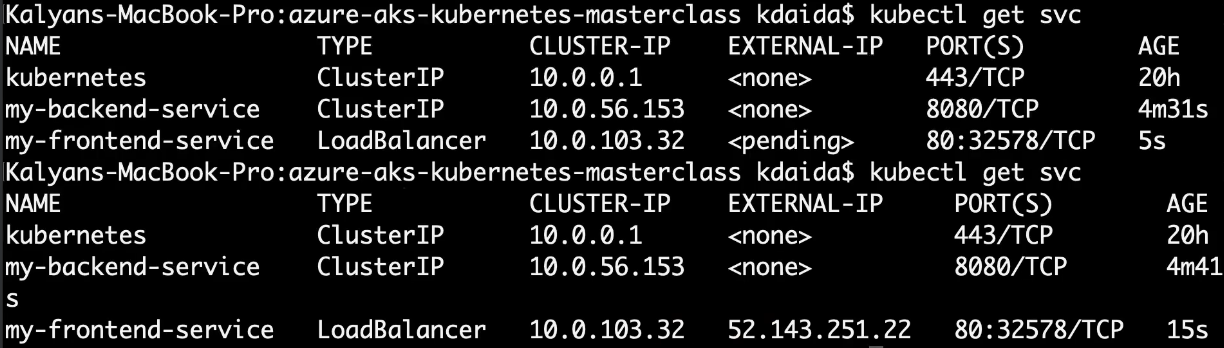 Kalyans-MacBook-Pro:azure-aks-kubernetes-masterclass kdaida$ kubectl get svc
NAME TYPE CLUSTER-IP EXTERNAL-IP PORT(S) AGE
kubernetes ClusterIP 10.0.0.1 <none> 443/TCP 20h
my-backend-service ClusterIP 10.0.56.153 <none> 8080/TCP 4m31s
my-frontend-service LoadBalancer 10.0.103.32 <pending> 80:32578/TCP 5s
Kalyans-MacBook-Pro:azure-aks-kubernetes-masterclass kdaida$ kubectl get svc
NAME TYPE CLUSTER-IP EXTERNAL-IP PORT(S) AGE
kubernetes ClusterIP 10.0.0.1 <none> 443/TCP 20h
my-backend-service ClusterIP 10.0.56.153 <none> 8080/TCP 4m41
s
my-frontend-service LoadBalancer 10.0.103.32 52.143.251.22 80:32578/TCP 15s